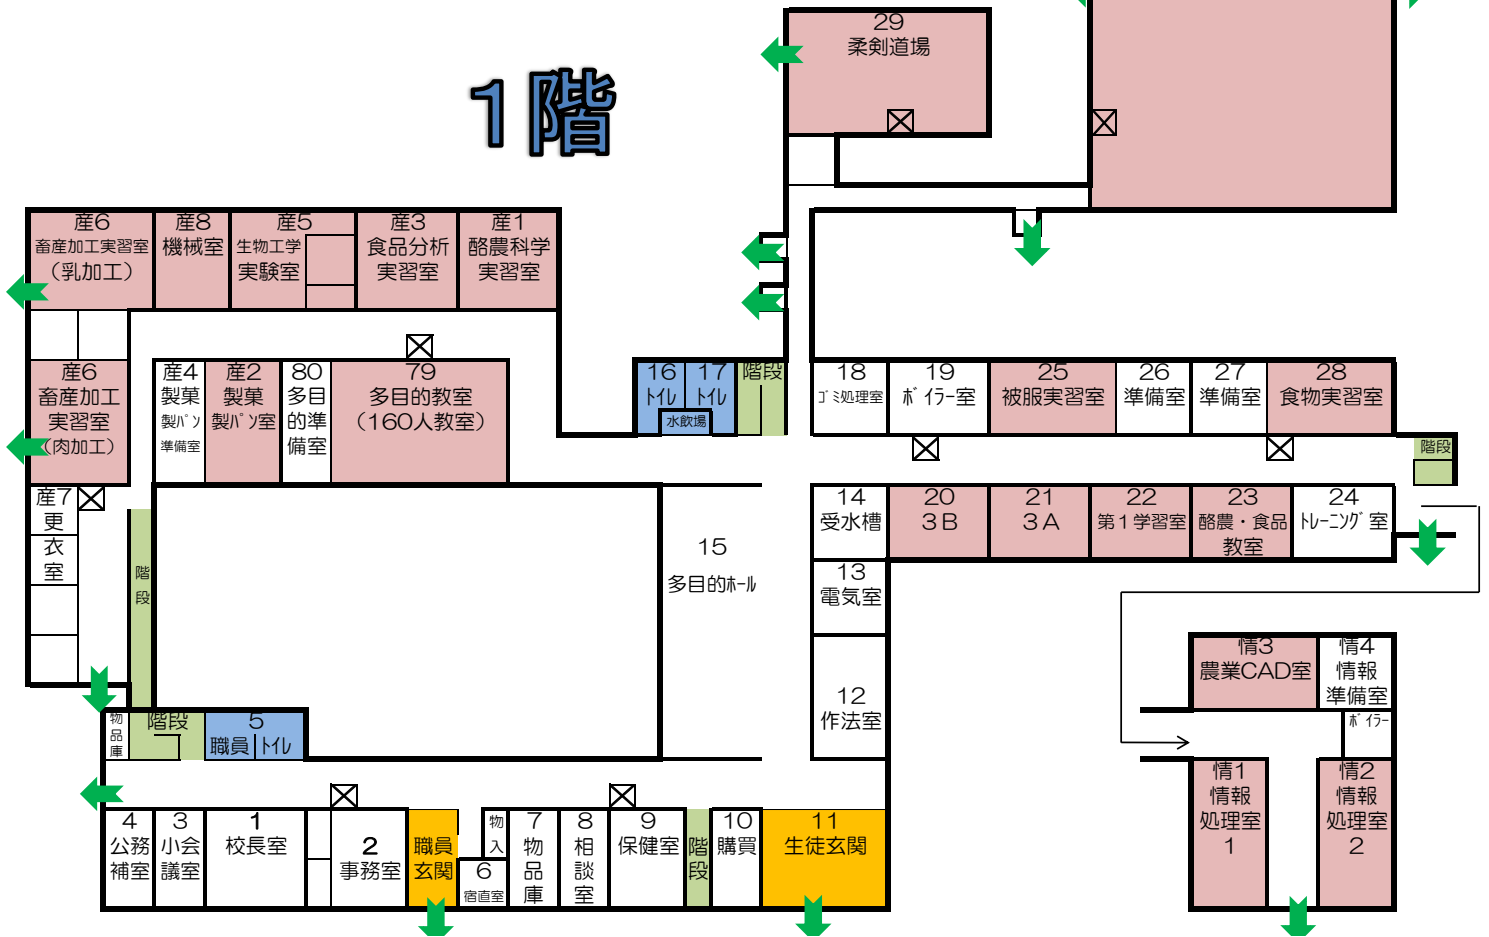 29
柔剣道場
1階
産6
畜産加工実習室
（乳加工）
産8
機械室
産5
生物工学
実験室
産3
食品分析
実習室
産1
酪農科学
実習室
産6
畜産加工
実習室
（肉加工）
産4
製菓
製パン
準備室
産2
製菓
製パン室
80
多目
的準
備室
79
多目的教室
（160人教室）
16
トイレ
17
トイレ
水飲場
階段
18
ゴミ処理室
19
ボイラー室
25
被服実習室
26
準備室
27
準備室
28
食物実習室
階段
産7
更
衣
室
階
段
15
多目的ホール
14
受水槽
20
3B
21
3A
22
第1学習室
23
酪農・食品
教室
24
トレーニング室
13
電気室
12
作法室
情3
農業CAD室
情4
情報
準備室
ボイラー
情1
情報
処理室
1
情2
情報
処理室
2
物
品
庫
階段
5
職員
トイレ
4
公務
補室
3
小会
議室
1
校長室
2
事務室
職員
玄関
物
入
6
宿直室
7
物
品
庫
8
相
談
室
9
保健室
階
段
10
購買
11
生徒玄関